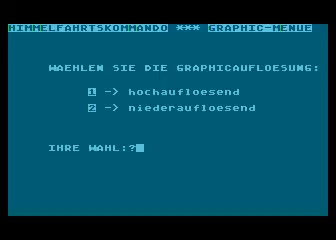 HIMMELFAHRTSKOMMANDO *** GRAPHIC-MENUE
WAEHLEN SIE DIE GRAPHICAUFLOESUNG:
1 -> hochaufloesend
2 -> niederaufloesend
IHRE WAHL:?